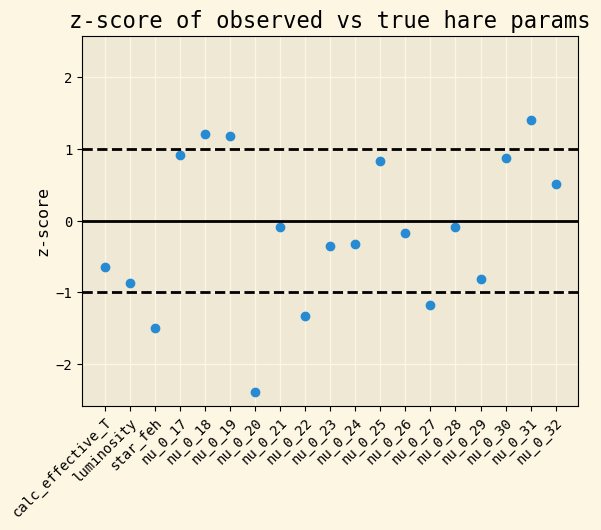 z-score of observed vs true hare params
z-score
2
1
0
−1
−2
calc_effective_T
luminosity
star_feh
nu_0_17
nu_0_18
nu_0_19
nu_0_20
nu_0_21
nu_0_22
nu_0_23
nu_0_24
nu_0_25
nu_0_26
nu_0_27
nu_0_28
nu_0_29
nu_0_30
nu_0_31
nu_0_32